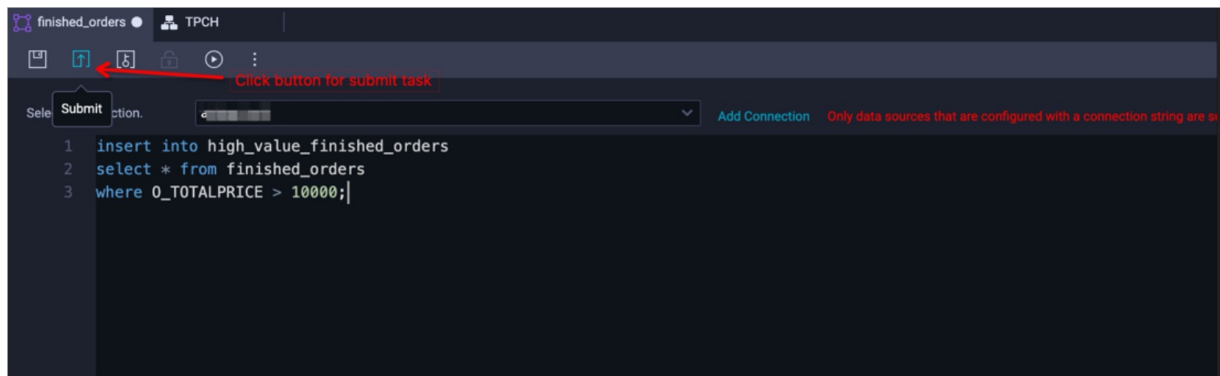 finished_orders TPCH
Click button for submit task
Sele Submit ction. Add Connection Only data sources that are configured with a connection string are
1 insert into high_value_finished_orders
2 select * from finished_orders
3 where O_TOTALPRICE > 10000;